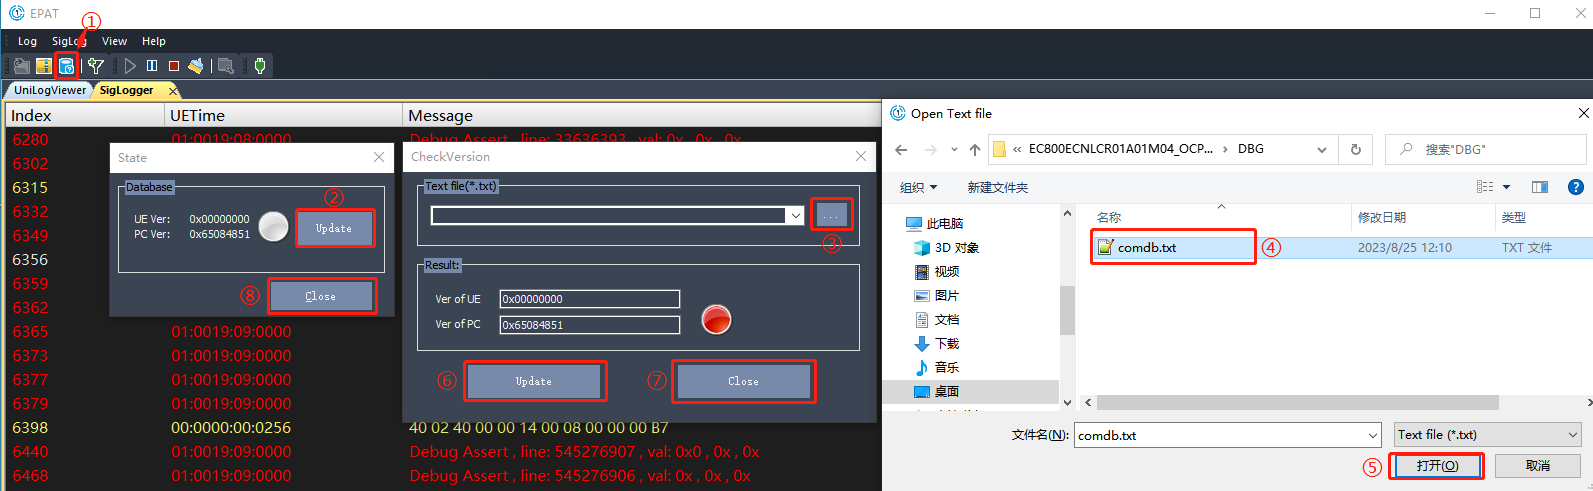 EPAT
①
Log SigLog View Help
UniLogViewer SigLogger
Index UETime Message
6280 01:0019:08:0000 Debug Assert , line: 33636393 , val: 0x , 0x , 0x
6302
6315
6332
6349
6356
6359
6362
6365 01:0019:09:0000
6373 01:0019:09:0000
6377 01:0019:09:0000
6379 01:0019:09:0000
6398 00:0000:00:0256 40 02 40 00 00 14 00 08 00 00 00 B7
6440 01:0019:09:0000 Debug Assert , line: 545276907 , val: 0x0 , 0x , 0x
6468 01:0019:09:0000 Debug Assert , line: 545276906 , val: 0x , 0x , 0x
State
Database
②
UE Ver: 0x00000000
PC Ver: 0x65084851
Update
⑧ Close
CheckVersion
Text file(*.txt)
...
③
Result:
Ver of UE 0x00000000
Ver of PC 0x65084851
⑥ Update
⑦ Close
Open Text file
« EC800ECNLCR01A01M04_OCP... › DBG
搜索"DBG"
组织 新建文件夹
此电脑
3D 对象
视频
图片
文档
下载
音乐
桌面
名称 修改日期 类型
comdb.txt ④ 2023/8/25 12:10 TXT 文件
文件名(N): comdb.txt Text file (*.txt)
⑤ 打开(O) 取消